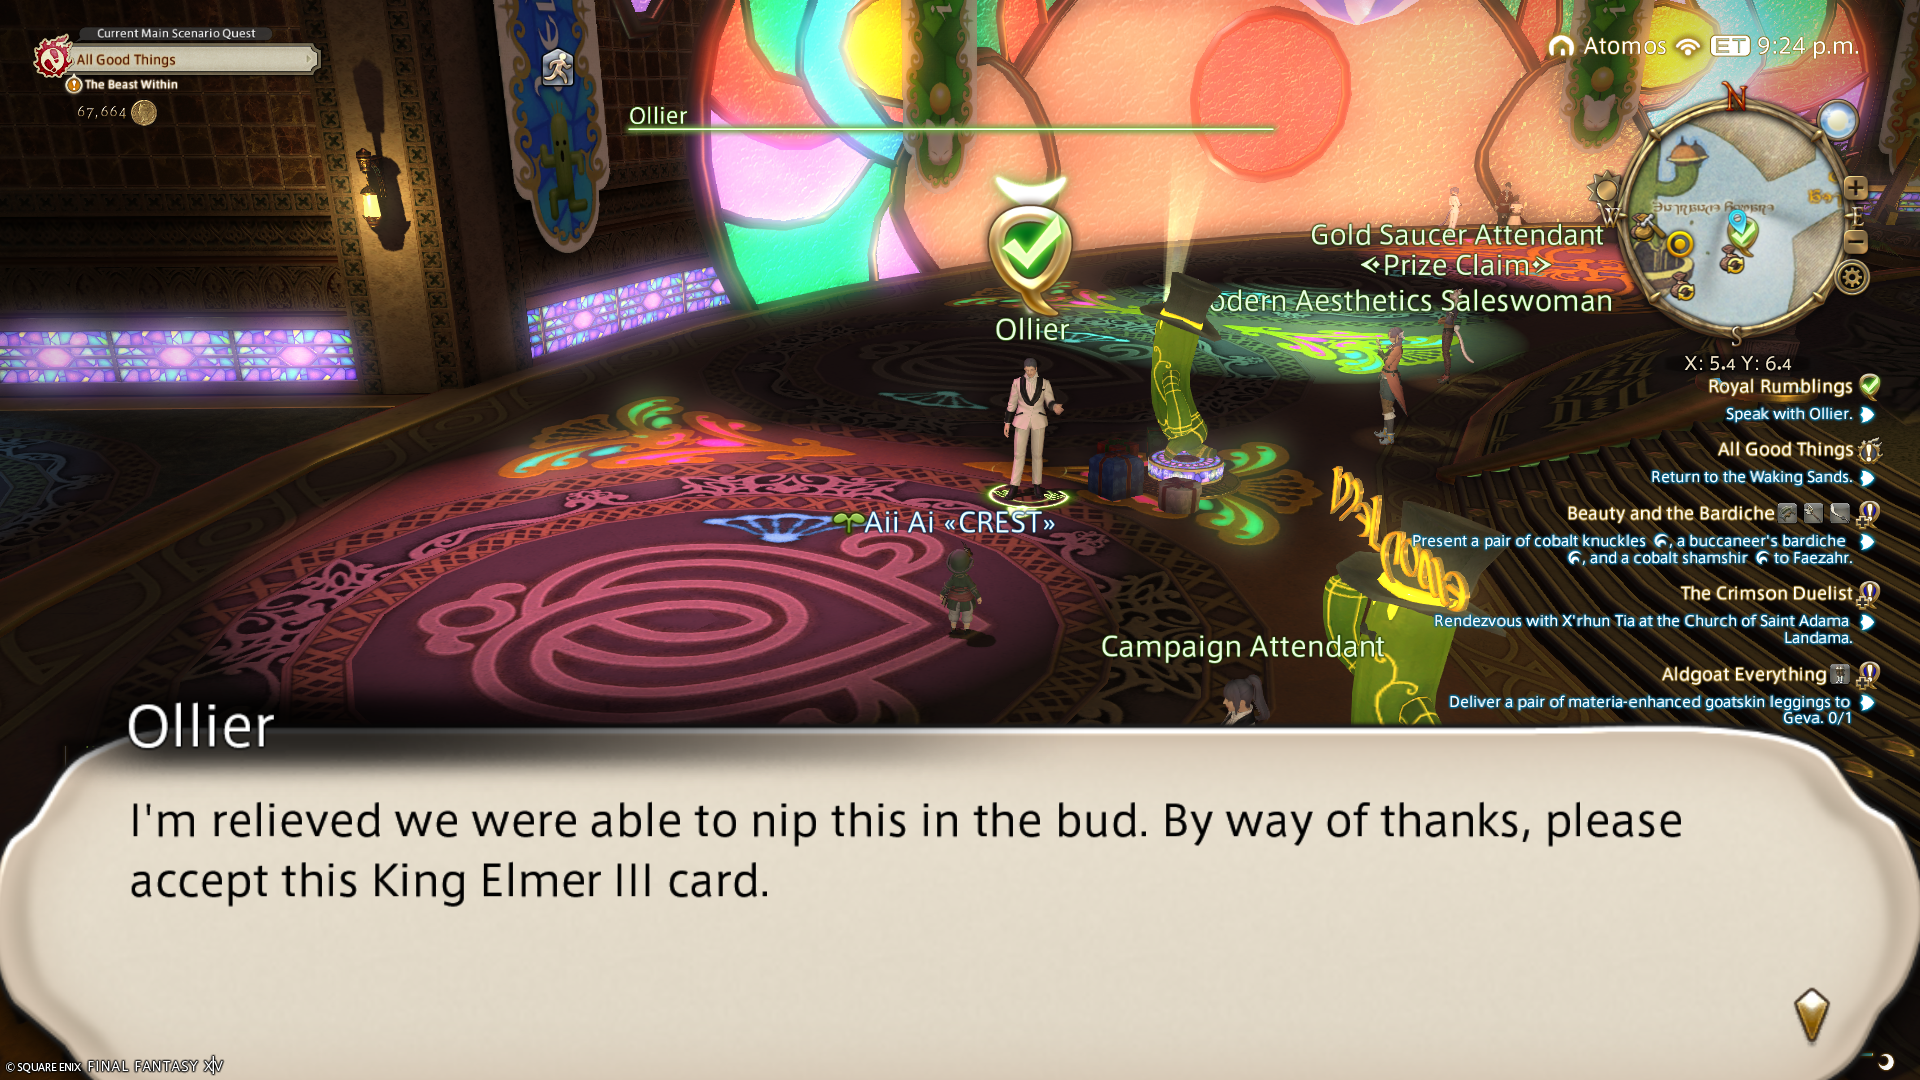 Current Main Scenario Quest
All Good Things
The Beast Within
67,664
Ollier
Atomos ET 9:24 p.m.
N
W
E
S
X: 5.4 Y: 6.4
Gold Saucer Attendant
«Prize Claim»
odern Aesthetics Saleswoman
Ollier
Aii Ai «CREST»
Campaign Attendant
Royal Rumblings
Speak with Ollier.
All Good Things
Return to the Waking Sands.
Beauty and the Bardiche
Present a pair of cobalt knuckles, a buccaneer's bardiche
, and a cobalt shamshir to Faezahr.
The Crimson Duelist
Rendezvous with X'rhun Tia at the Church of Saint Adama
Landama.
Aldgoat Everything
Deliver a pair of materia-enhanced goatskin leggings to
Geva. 0/1
Ollier
I'm relieved we were able to nip this in the bud. By way of thanks, please
accept this King Elmer III card.
© SQUARE ENIX FINAL FANTASY XIV